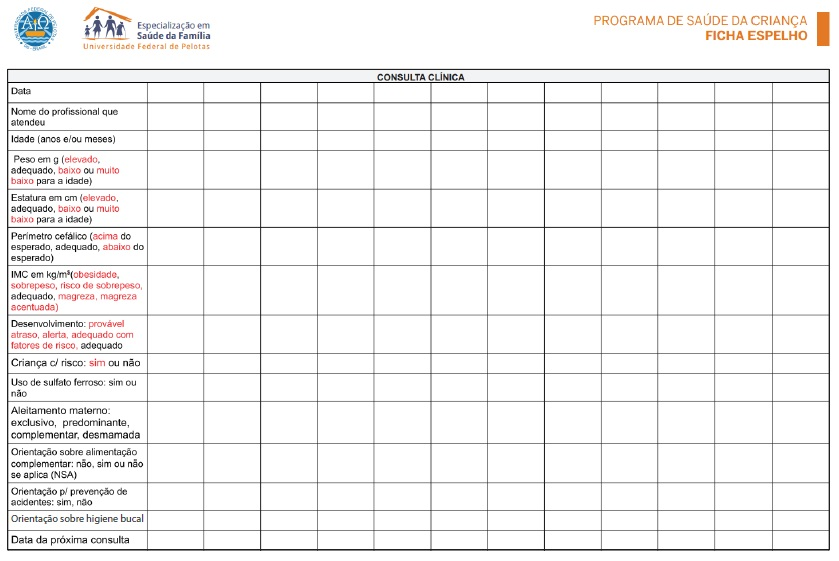 Especialização em
Saúde da Família
Universidade Federal de Pelotas
PROGRAMA DE SAÚDE DA CRIANÇA
FICHA ESPELHO
CONSULTA CLÍNICA
Data
Nome do profissional que
atendeu
Idade (anos e/ou meses)
Peso em g (elevado,
adequado, baixo ou muito
baixo para a idade)
Estatura em cm (elevado,
adequado, baixo ou muito
baixo para a idade)
Perímetro cefálico (acima do
esperado, adequado, abaixo do
esperado)
IMC em kg/m³(obesidade,
sobrepeso, risco de sobrepeso,
adequado, magreza, magreza
acentuada)
Desenvolvimento: provável
atraso, alerta, adequado com
fatores de risco, adequado
Criança c/ risco: sim ou não
Uso de sulfato ferroso: sim ou
não
Aleitamento materno:
exclusivo, predominante,
complementar, desmamada
Orientação sobre alimentação
complementar: não, sim ou não
se aplica (NSA)
Orientação p/ prevenção de
acidentes: sim, não
Orientação sobre higiene bucal
Data da próxima consulta